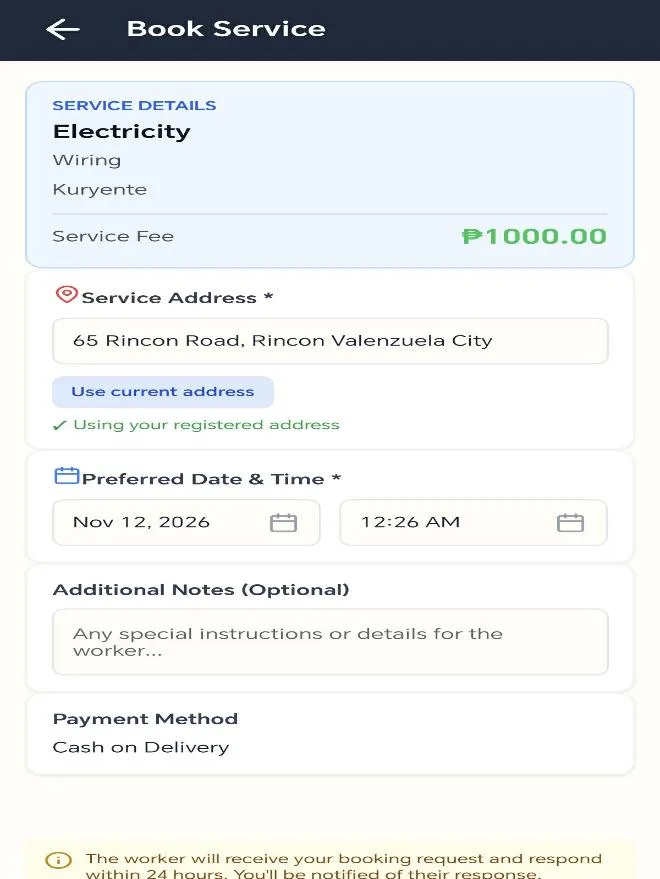 Book Service
SERVICE DETAILS
Electricity
Wiring
Kuryente
Service Fee ₱1000.00
Service Address *
65 Rincon Road, Rincon Valenzuela City
Use current address
✓ Using your registered address
Preferred Date & Time *
Nov 12, 2026 12:26 AM
Additional Notes (Optional)
Any special instructions or details for the
worker...
Payment Method
Cash on Delivery
The worker will receive your booking request and respond
within 24 hours. You'll be notified of their response.